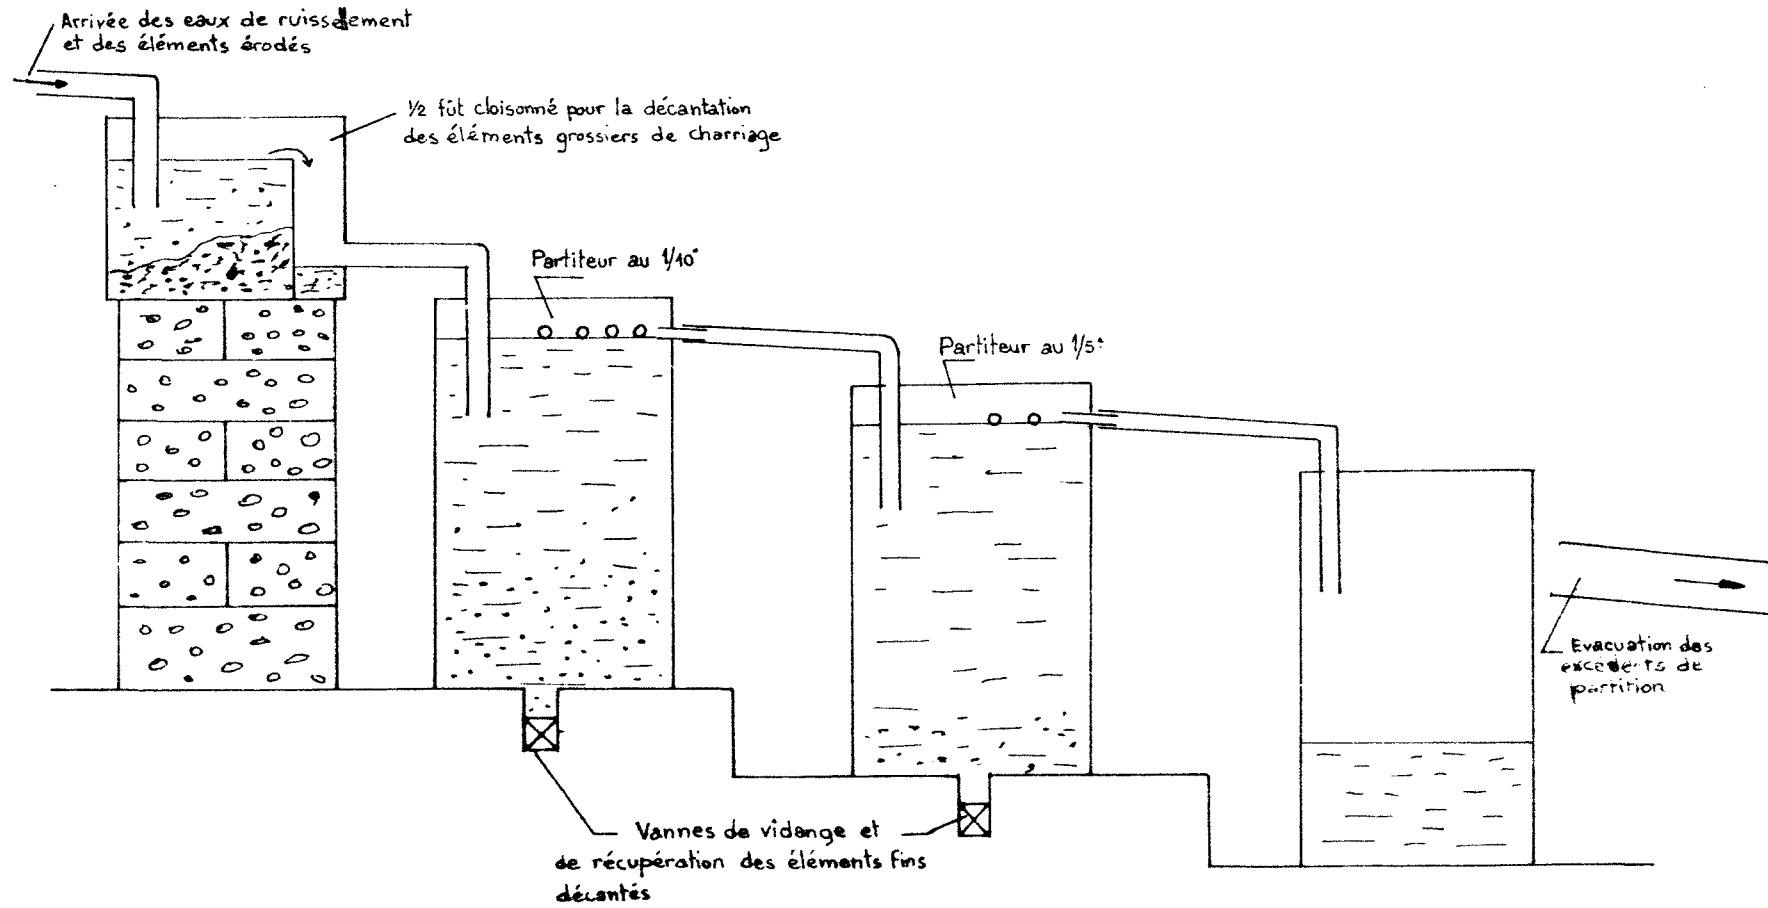 Arrivée des eaux de ruissellement
et des éléments érodés
1/2 fût cloisonné pour la décantation
des éléments grossiers de charriage
Partiteur au 1/10°
Partiteur au 1/5°
Evacuation des
excédents de
partition
Vannes de vidange et
de récupération des éléments fins
décantés